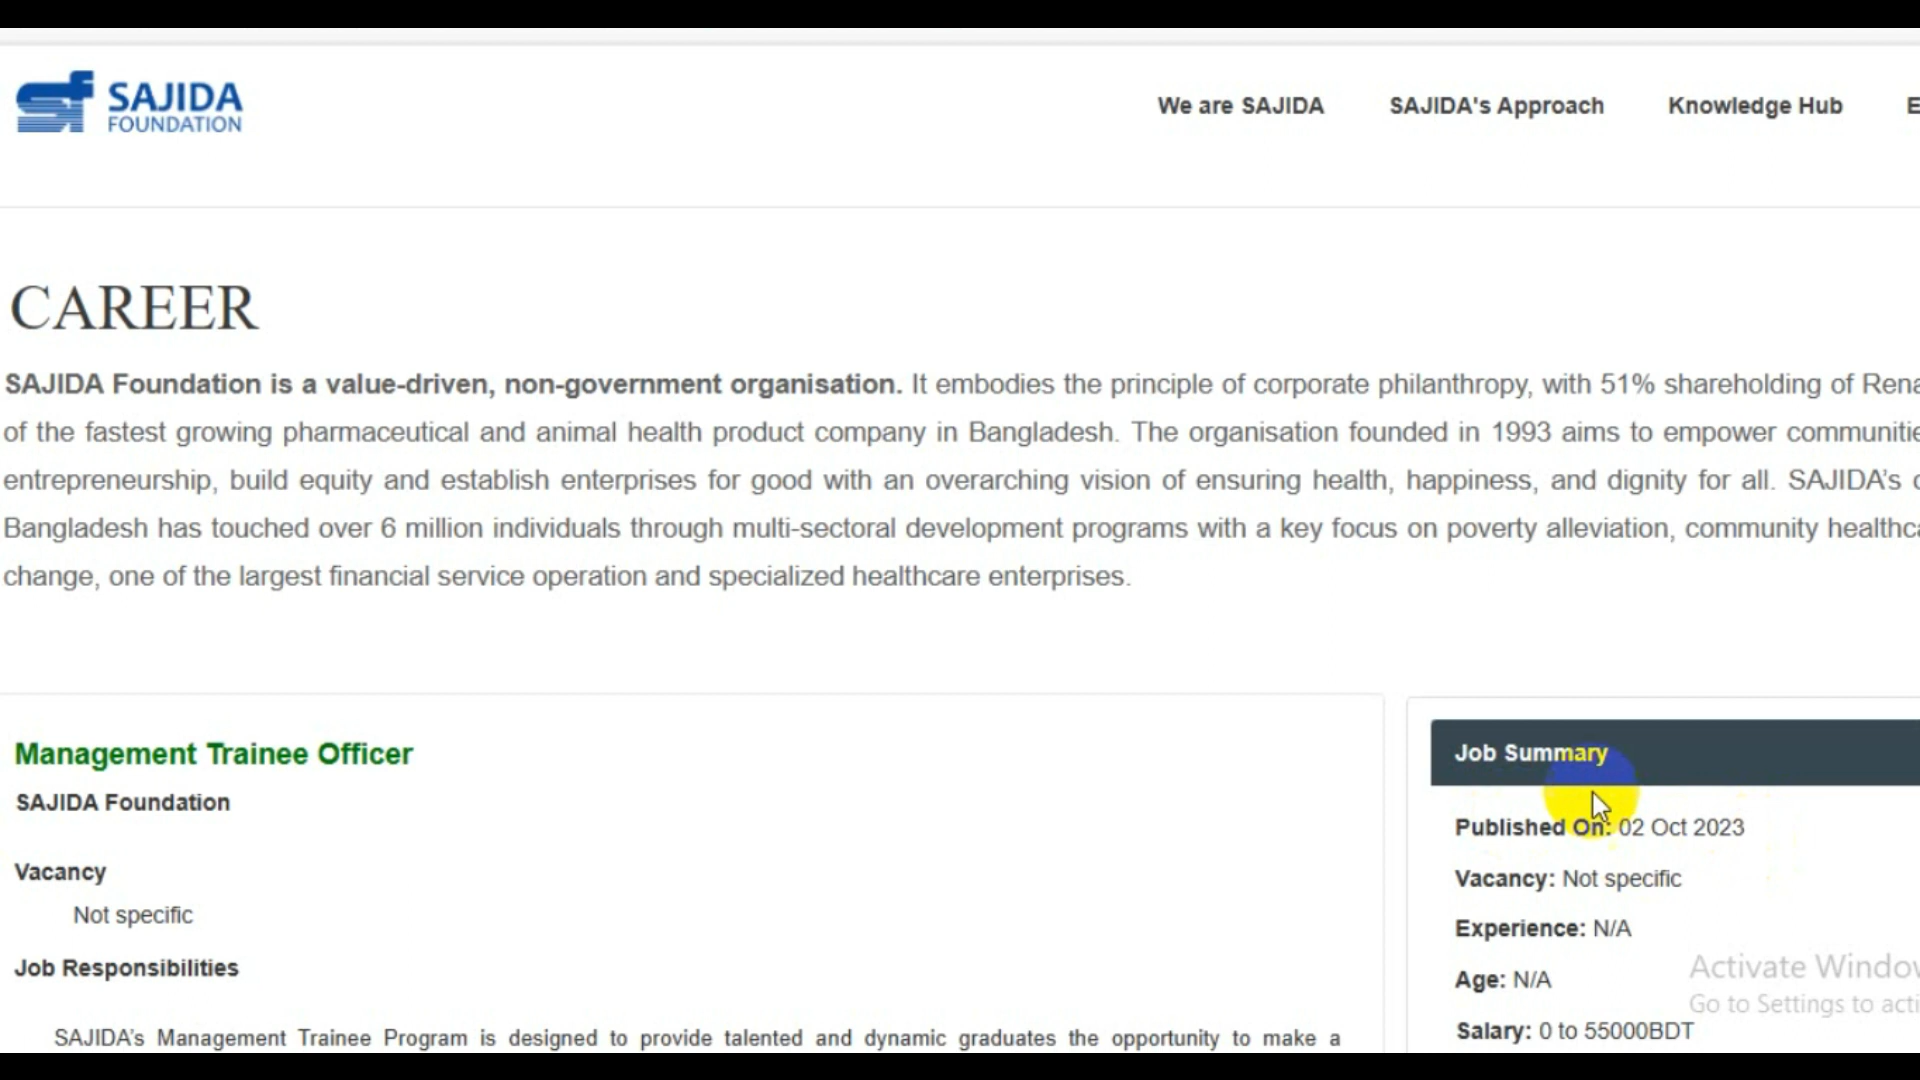 SAJIDA
FOUNDATION
We are SAJIDA
SAJIDA's Approach
Knowledge Hub
CAREER
SAJIDA Foundation is a value-driven, non-government organisation. It embodies the principle of corporate philanthropy, with 51% shareholding of
of the fastest growing pharmaceutical and animal health product company in Bangladesh. The organisation founded in 1993 aims to empower
entrepreneurship, build equity and establish enterprises for good with an overarching vision of ensuring health, happiness, and dignity for all. SAJIDA’s
Bangladesh has touched over 6 million individuals through multi-sectoral development programs with a key focus on poverty alleviation, community
change, one of the largest financial service operation and specialized healthcare enterprises.
Management Trainee Officer
SAJIDA Foundation
Vacancy
Not specific
Job Responsibilities
SAJIDA’s Management Trainee Program is designed to provide talented and dynamic graduates the opportunity to make a
Job Summary
Published On: 02 Oct 2023
Vacancy: Not specific
Experience: N/A
Age: N/A
Salary: 0 to 55000BDT
Activate
Go to Settings to